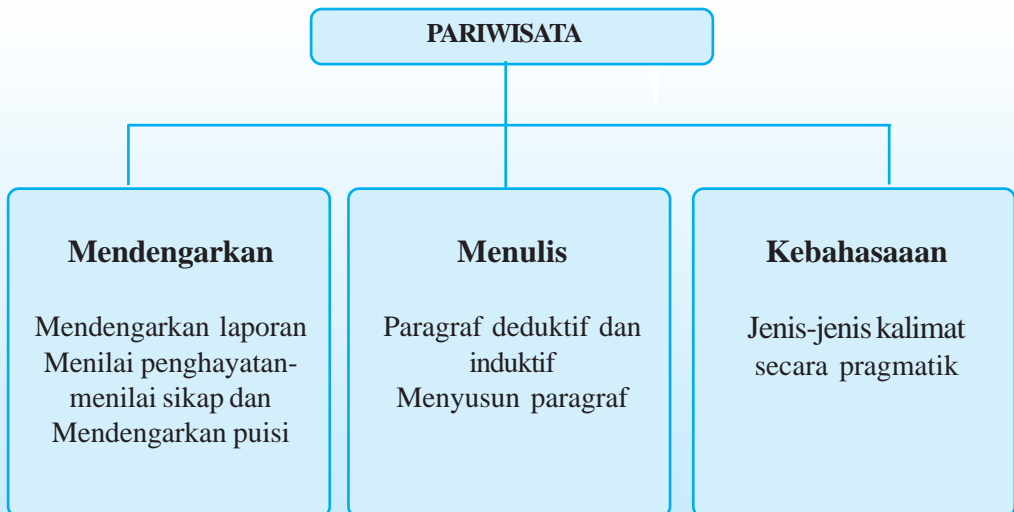 PARIWISATA
Mendengarkan
Mendengarkan laporan
Menilai penghayatan-
menilai sikap dan
Mendengarkan puisi
Menulis
Paragraf deduktif dan
induktif
Menyusun paragraf
Kebahasaaan
Jenis-jenis kalimat
secara pragmatik